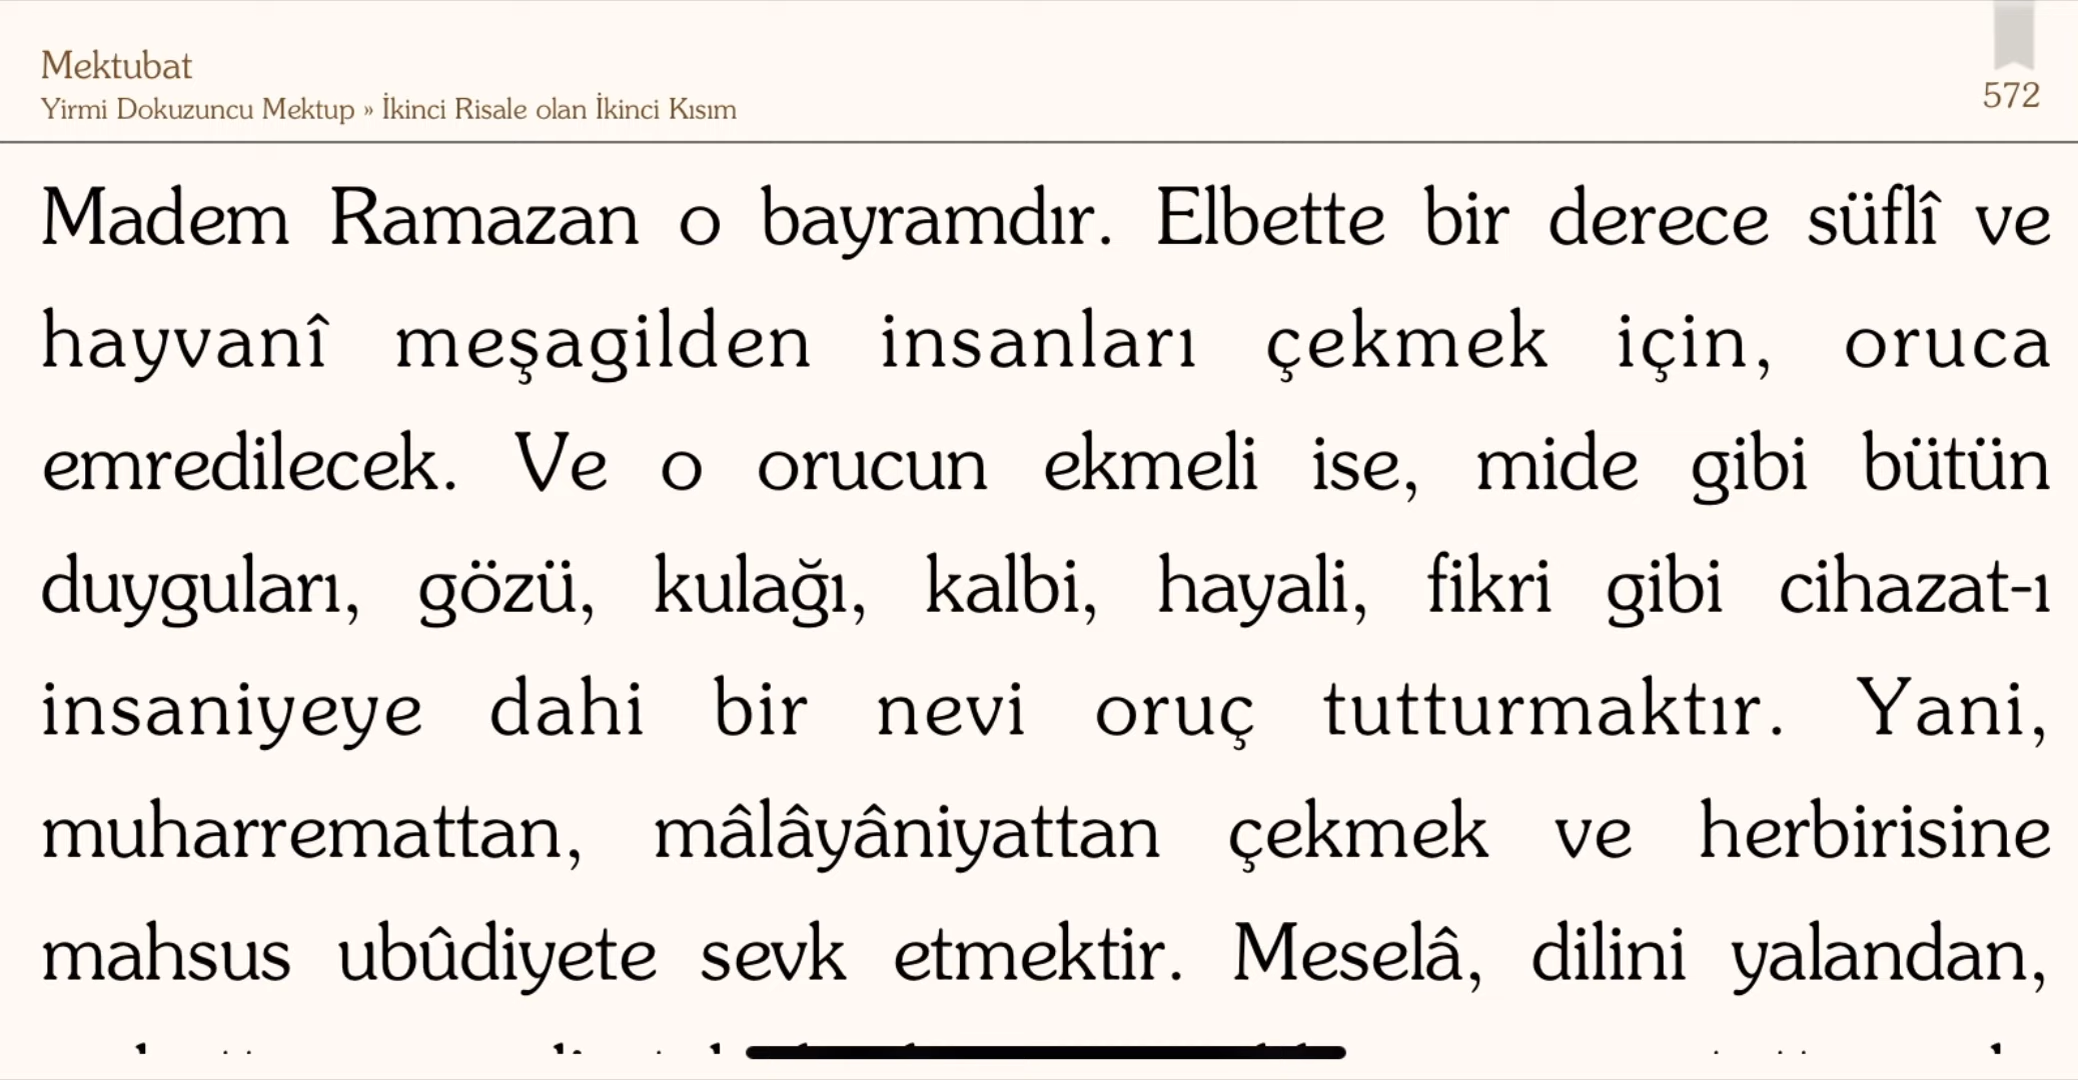 Mektubat
Yirmi Dokuzuncu Mektup » İkinci Risale olan İkinci Kısım
572
Madem Ramazan o bayramdır. Elbette bir derece süflî ve
hayvanî meşagilden insanları çekmek için, oruca
emredilecek. Ve o orucun ekmeli ise, mide gibi bütün
duyguları, gözü, kulağı, kalbi, hayali, fikri gibi cihazat-ı
insaniyeye dahi bir nevi oruç tutturmaktır. Yani,
muharremattan, mâlâyâniyattan çekmek ve herbirisine
mahsus ubûdiyete sevk etmektir. Meselâ, dilini yalandan,